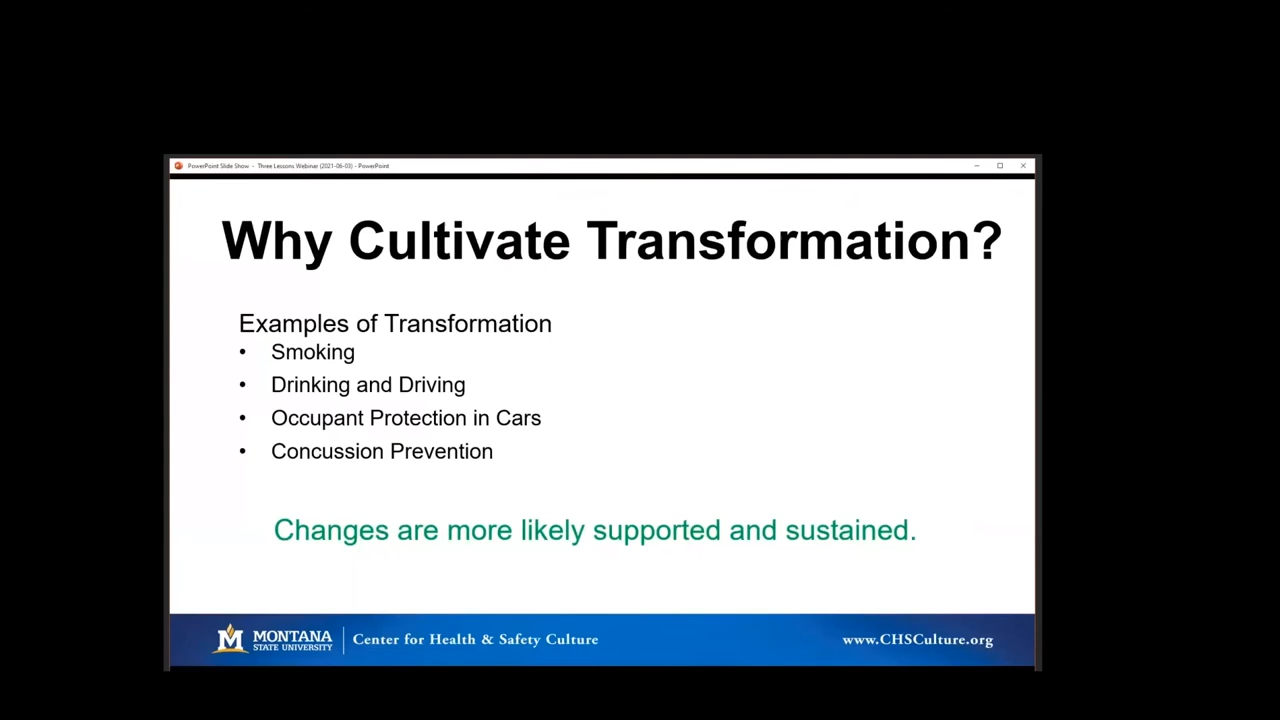 PowerPoint Slide Show - Three Lessons Webinar (2021-06-03) - PowerPoint
Why Cultivate Transformation?
Examples of Transformation
• Smoking
• Drinking and Driving
• Occupant Protection in Cars
• Concussion Prevention
Changes are more likely supported and sustained.
M MONTANA
STATE UNIVERSITY
Center for Health & Safety Culture
www.CHSCulture.org